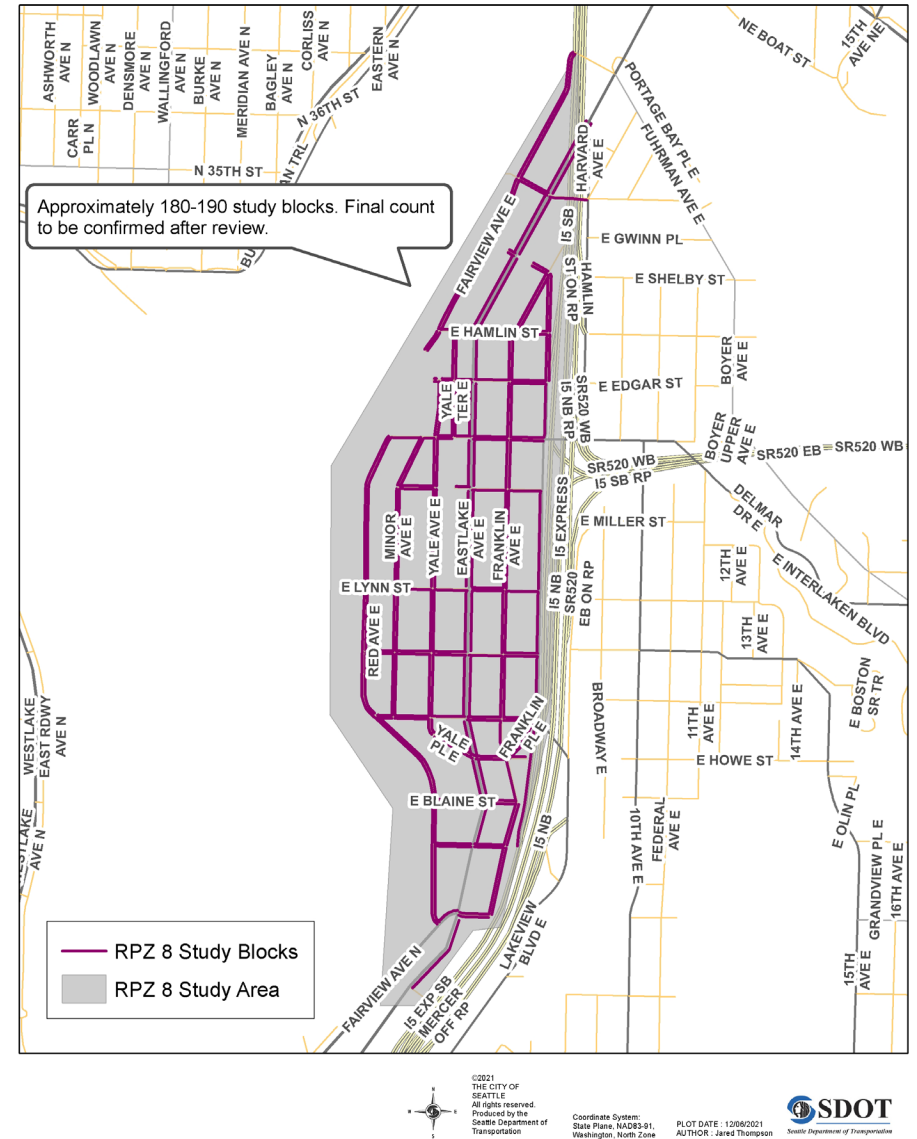 ASHWORTH
AVE N
WOODLAWN
AVE N
DENSMORE
AVE N
WALLINGFORD
AVE N
BURKE
AVE N
MERIDIAN AVE N
BAGLEY
AVE N
CORLISS
AVE N
EASTERN
AVE N
CARR
PL N
N 36TH ST
N 35TH ST
AN TRL
BU
NE BOAT ST
15TH
AVE NE
Approximately 180-190 study blocks. Final count
to be confirmed after review.
PORTAGE BAY PL E
FUHRMAN AVE E
HARVARD
AVE E
FAIRVIEW AVE E
I5 SB
E GWINN PL
HAMLIN
ST ON RP
E SHELBY ST
E HAMLIN ST
BOYER
AVE E
YALE
TER E
E EDGAR ST
SR520 WB
I5 NB RP
BOYER
UPPER
AVE E
SR520 EB
SR520 WB
SR520 WB
I5 SB RP
DELMAR
DR E
I5 EXPRESS
E MILLER ST
MINOR
AVE E
YALE AVE E
EASTLAKE
AVE E
FRANKLIN
AVE E
12TH
AVE E
E INTERLAKEN BLVD
I5 NB
SR520
EB ON RP
E LYNN ST
RED AVE E
13TH
AVE E
E BOSTON
SR TR
BROADWAY E
11TH
AVE E
14TH AVE E
WESTLAKE
EAST RDWY
AVE N
YALE
PL E
FRANKLIN
PL E
E HOWE ST
E BLAINE ST
I5 NB
10TH AVE E
FEDERAL
AVE E
E OLIN PL
GRANDVIEW PL E
16TH AVE E
ESTLAKE
AVE N
LAKEVIEW
BLVD E
15TH
AVE E
FAIRVIEW AVE N
I5 EXP SB
MERCER
OFF RP
RPZ 8 Study Blocks
RPZ 8 Study Area
N
W
E
S
©2021
THE CITY OF
SEATTLE
All rights reserved.
Produced by the
Seattle Department of
Transportation
Coordinate System:
State Plane, NAD83-91,
Washington, North Zone
PLOT DATE : 12/06/2021
AUTHOR : Jared Thompson
SDOT
Seattle Department of Transportation